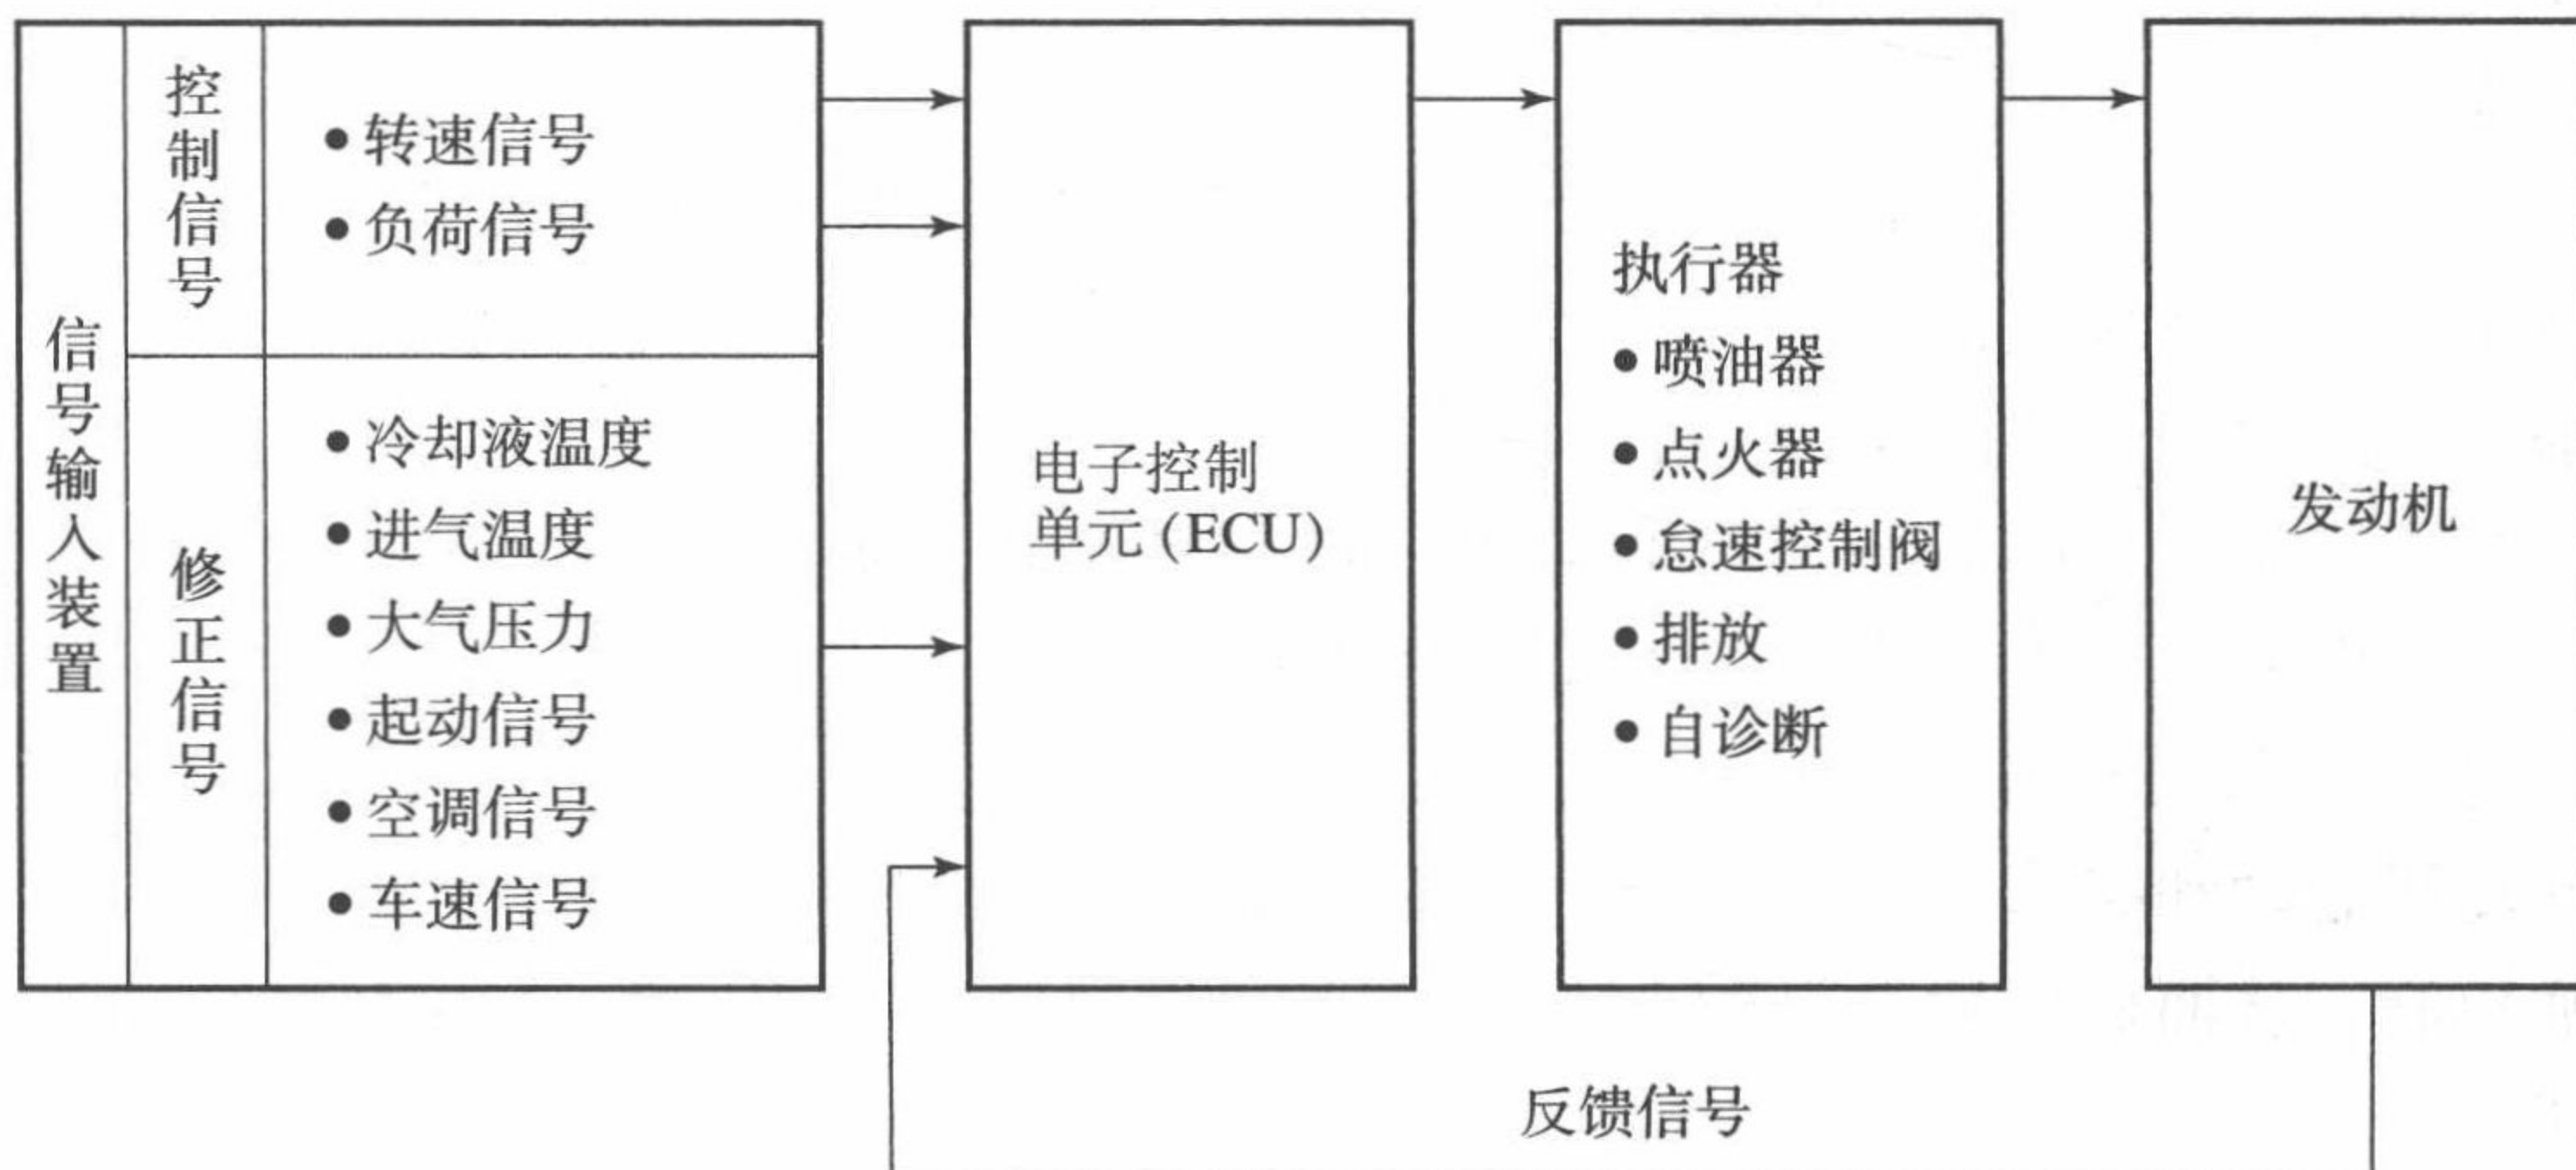 信号输入装置
控制信号
• 转速信号
• 负荷信号
修正信号
• 冷却液温度
• 进气温度
• 大气压力
• 起动信号
• 空调信号
• 车速信号
电子控制
单元(ECU)
执行器
• 喷油器
• 点火器
• 怠速控制阀
• 排放
• 自诊断
发动机
反馈信号